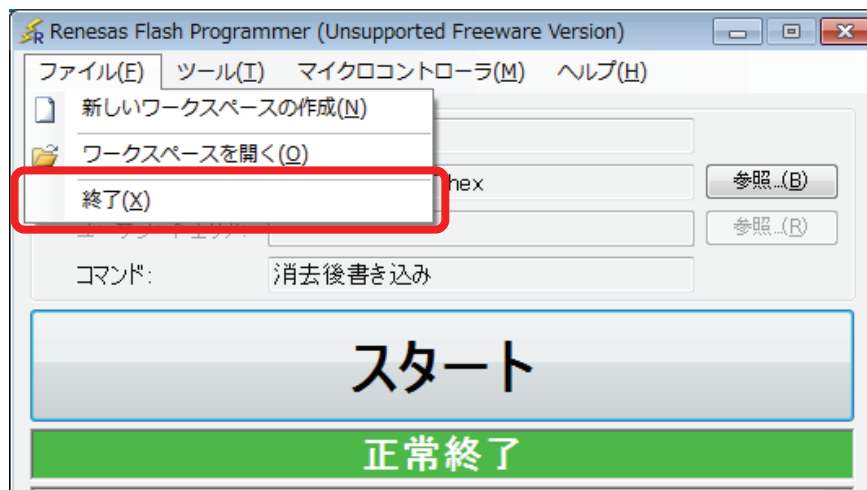 Renesas Flash Programmer (Unsupported Freeware Version)
ファイル(F) ツール(T) マイクロコントローラ(M) ヘルプ(H)
新しいワークスペースの作成(N)
ワークスペースを開く(O)
hex 参照...(B)
終了(X)
参照...(R)
コマンド: 消去後書き込み
スタート
正常終了